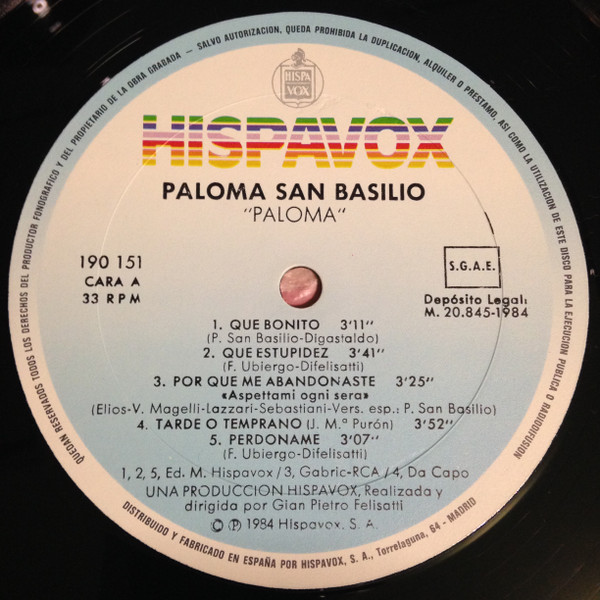 QUEDAN RESERVADOS TODOS LOS DERECHOS DEL PRODUCTOR FONOGRAFICO Y DEL PROPIETARIO DE LA OBRA GRABADA - SALVO AUTORIZACION, QUEDA PROHIBIDA LA DUPLICACION, ALQUILER O PRESTAMO, ASI COMO LA UTILIZACION DE ESTE DISCO PARA LA EJECUCION PUBLICA O RADIODIFUSION
HISPA
VOX
HISPAVOX
PALOMA SAN BASILIO
"PALOMA"
190 151
CARA A
33 RPM
S.G.A.E.
Depósito Legal:
M. 20.845-1984
1. QUE BONITO 3'11"
(P. San Basilio-Digastaldo)
2. QUE ESTUPIDEZ 3'41"
(F. Ubiergo-Difelisatti)
3. POR QUE ME ABANDONASTE 3'25"
«Aspettami ogni sera»
(Elios-V. Magelli-Lazzari-Sebastiani-Vers. esp.: P. San Basilio)
4. TARDE O TEMPRANO (J. M.ª Purón) 3'52"
5. PERDONAME 3'07"
(F. Ubiergo-Difelisatti)
1, 2, 5, Ed. M. Hispavox / 3, Gabric-RCA / 4, Da Capo
UNA PRODUCCION HISPAVOX, Realizada y
dirigida por Gian Pietro Felisatti
© ℗ 1984 Hispavox, S. A.
DISTRIBUIDO Y FABRICADO EN ESPAÑA POR HISPAVOX, S. A., Torrelaguna, 64 - MADRID